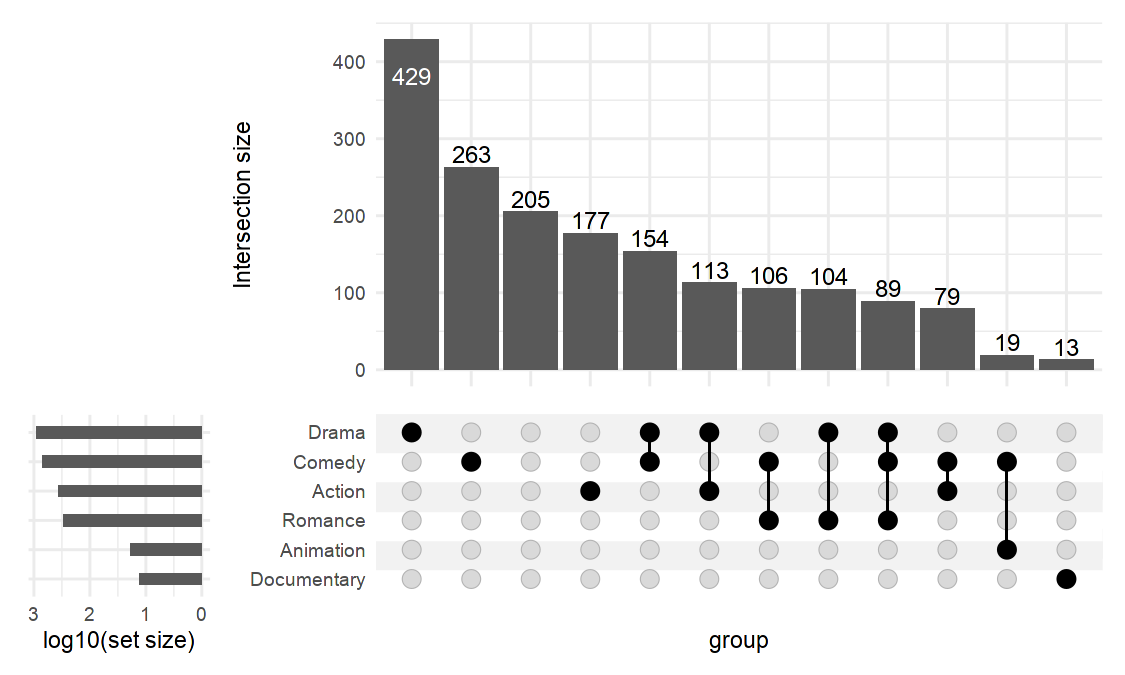 400
300
200
100
0
Intersection size
429
263
205
177
154
113
106
104
89
79
19
13
Drama
Comedy
Action
Romance
Animation
Documentary
3 2 1 0
log10(set size)
group